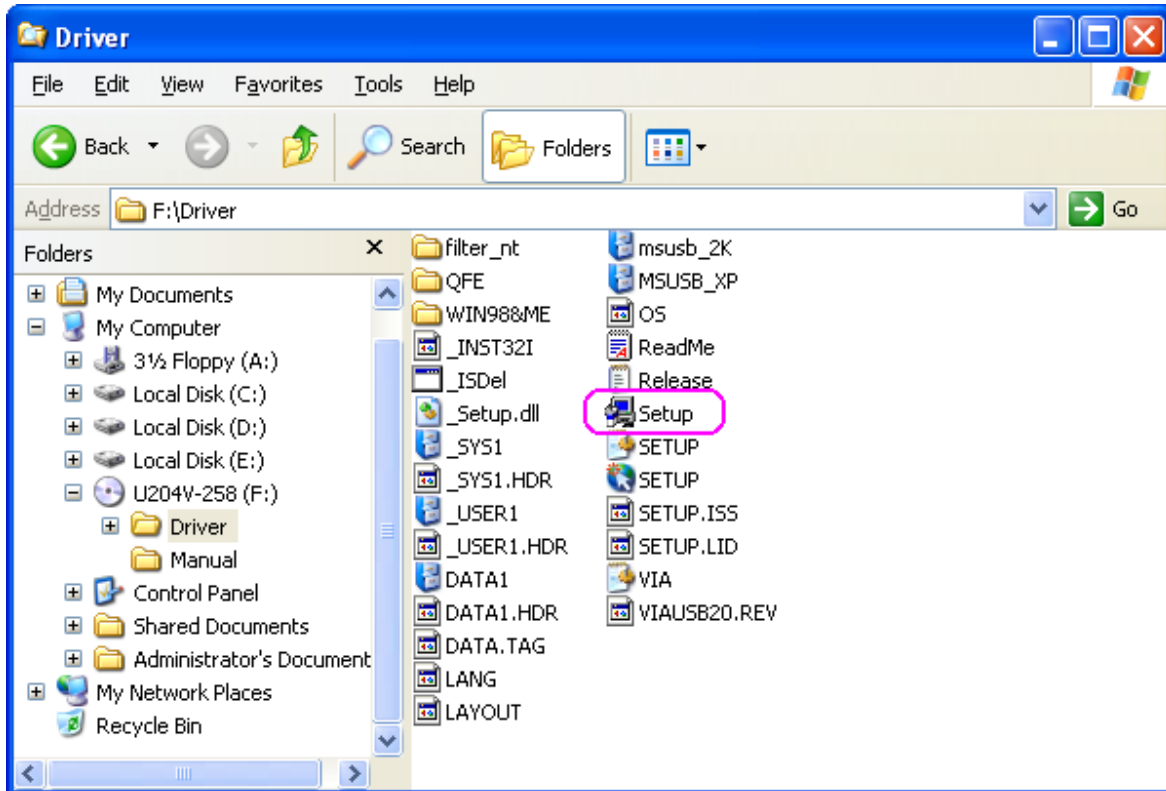 Driver
File Edit View Favorites Tools Help
Back Search Folders
Address F:\Driver Go
Folders
My Documents
My Computer
3½ Floppy (A:)
Local Disk (C:)
Local Disk (D:)
Local Disk (E:)
U204V-258 (F:)
Driver
Manual
Control Panel
Shared Documents
Administrator's Document
My Network Places
Recycle Bin
filter_nt
QFE
WIN98&ME
_INST32I
_ISDel
_Setup.dll
_SYS1
_SYS1.HDR
_USER1
_USER1.HDR
DATA1
DATA1.HDR
DATA.TAG
LANG
LAYOUT
msusb_2K
MSUSB_XP
OS
ReadMe
Release
Setup
SETUP
SETUP
SETUP.ISS
SETUP.LID
VIA
VIAUSB20.REV